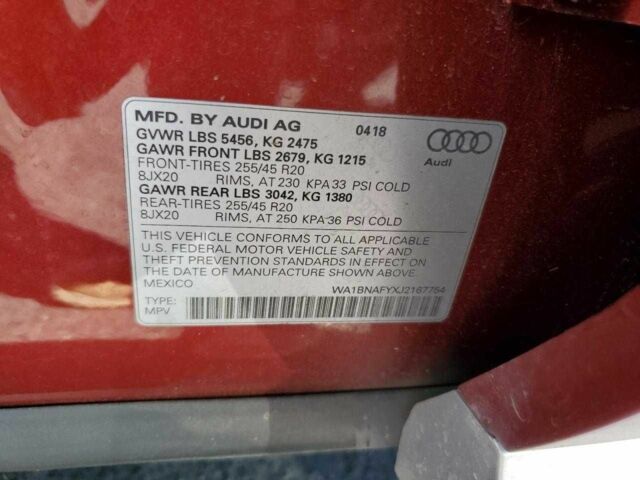 MFD. BY AUDI AG 0418
GVWR LBS 5456, KG 2475
GAWR FRONT LBS 2679, KG 1215
FRONT-TIRES 255/45 R20
8JX20 RIMS, AT 230 KPA 33 PSI COLD
GAWR REAR LBS 3042, KG 1380
REAR-TIRES 255/45 R20
8JX20 RIMS, AT 250 KPA 36 PSI COLD
Audi
THIS VEHICLE CONFORMS TO ALL APPLICABLE
U.S. FEDERAL MOTOR VEHICLE SAFETY AND
THEFT PREVENTION STANDARDS IN EFFECT ON
THE DATE OF MANUFACTURE SHOWN ABOVE.
MEXICO WA1BNAFYXJ2167754
TYPE:
MPV